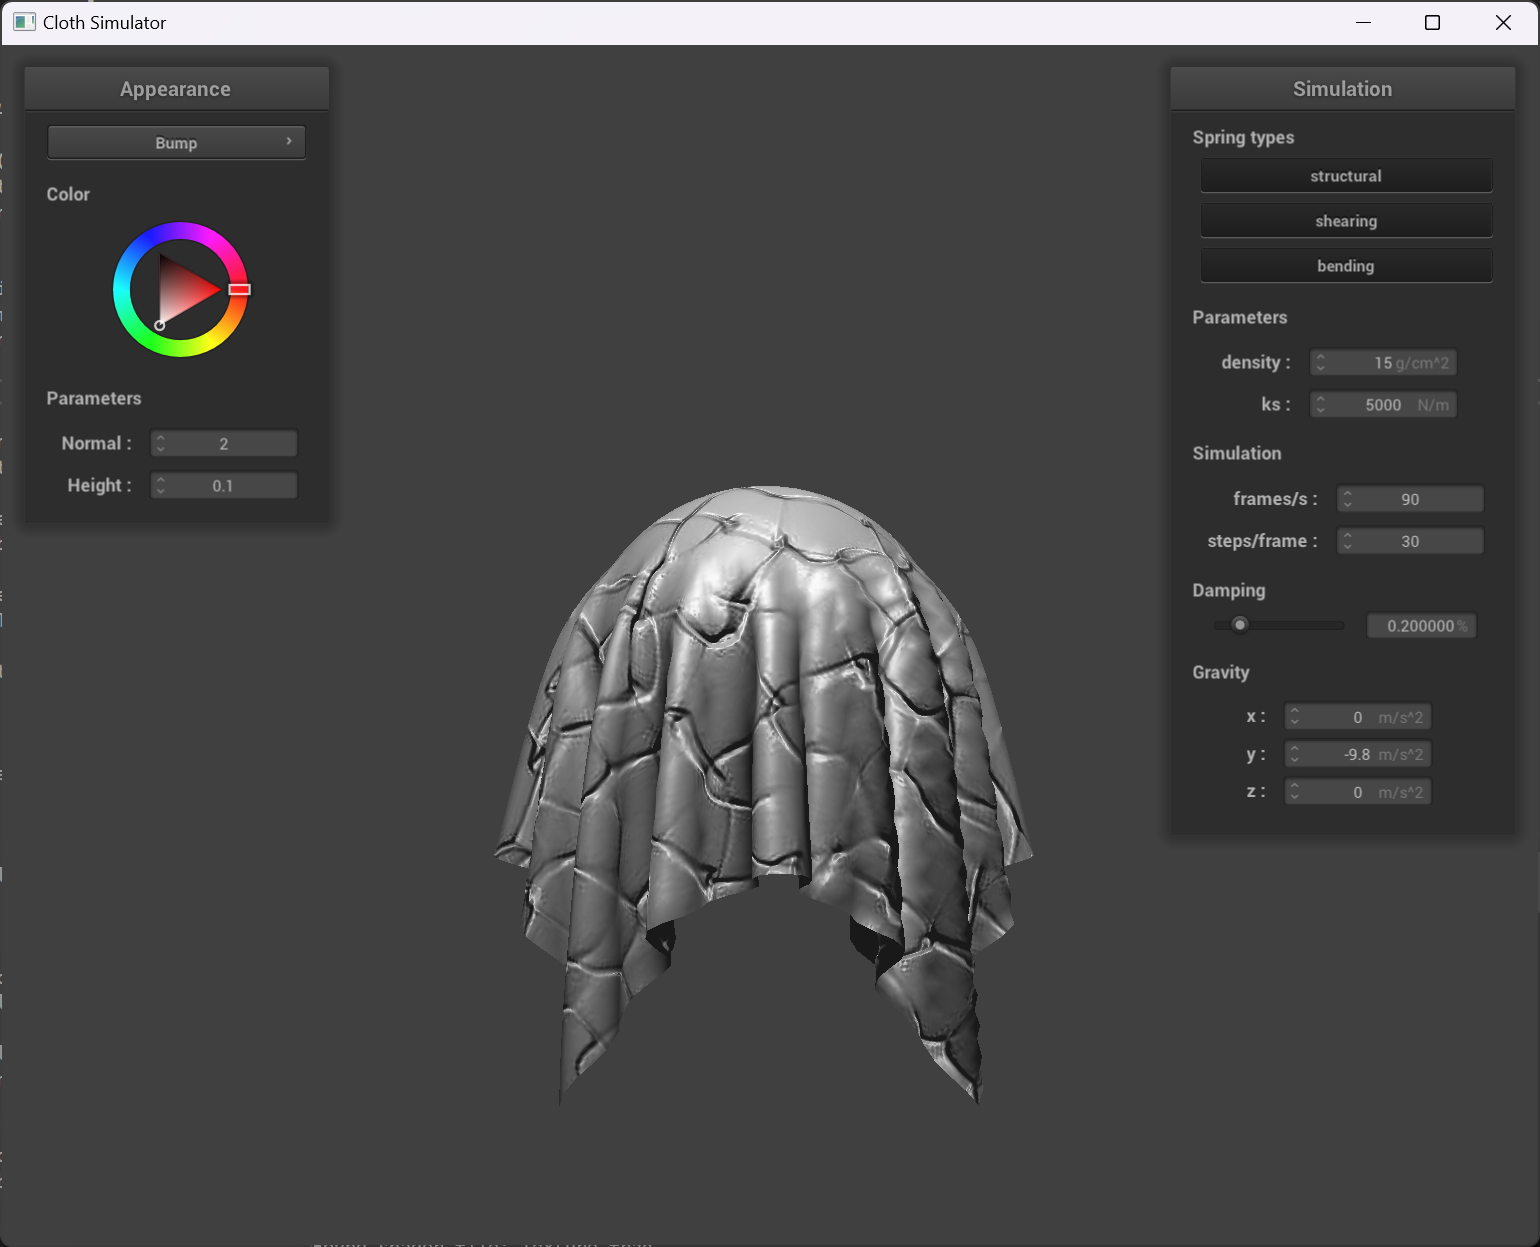 Cloth Simulator
Appearance
Bump
Color
Parameters
Normal : 2
Height : 0.1
Simulation
Spring types
structural
shearing
bending
Parameters
density : 15 g/cm^2
ks : 5000 N/m
Simulation
frames/s : 90
steps/frame : 30
Damping
0.200000 %
Gravity
x : 0 m/s^2
y : -9.8 m/s^2
z : 0 m/s^2